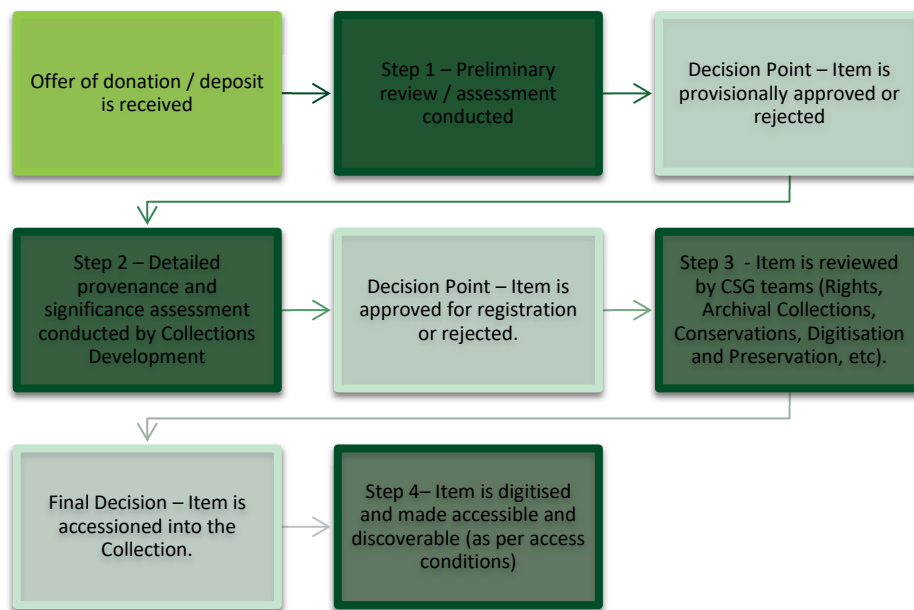 Offer of donation / deposit
is received
Step 1 – Preliminary
review / assessment
conducted
Decision Point – Item is
provisionally approved or
rejected
Step 2 – Detailed
provenance and
significance assessment
conducted by Collections
Development
Decision Point – Item is
approved for registration
or rejected.
Step 3  - Item is reviewed
by CSG teams (Rights,
Archival Collections,
Conservations, Digitisation
and Preservation, etc).
Final Decision – Item is
accessioned into the
Collection.
Step 4– Item is digitised
and made accessible and
discoverable (as per access
conditions)